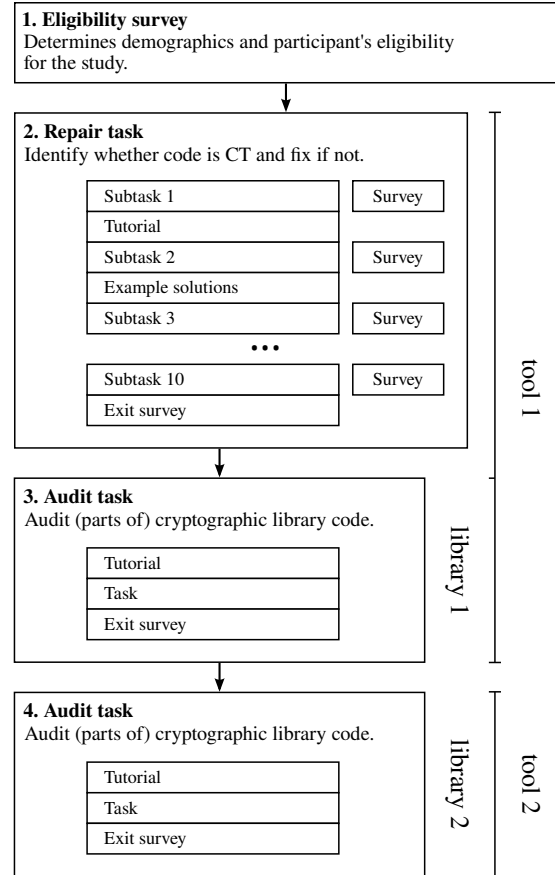 1. Eligibility survey
Determines demographics and participant's eligibility
for the study.
2. Repair task
Identify whether code is CT and fix if not.
Subtask 1
Survey
Tutorial
Subtask 2
Survey
Example solutions
Subtask 3
Survey
...
Subtask 10
Survey
Exit survey
tool 1
3. Audit task
Audit (parts of) cryptographic library code.
Tutorial
Task
Exit survey
library 1
4. Audit task
Audit (parts of) cryptographic library code.
Tutorial
Task
Exit survey
library 2
tool 2